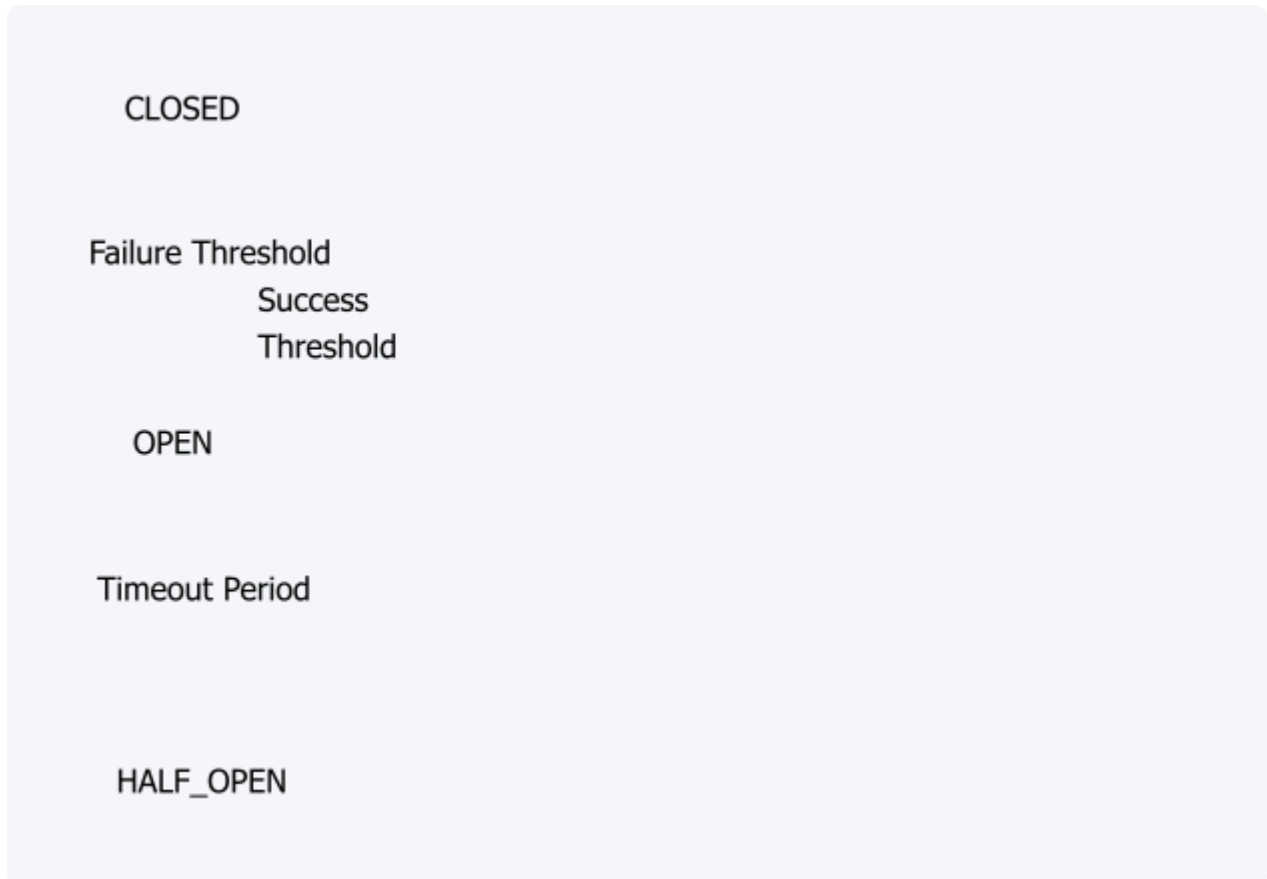 CLOSED
Failure Threshold
Success
Threshold
OPEN
Timeout Period
HALF_OPEN